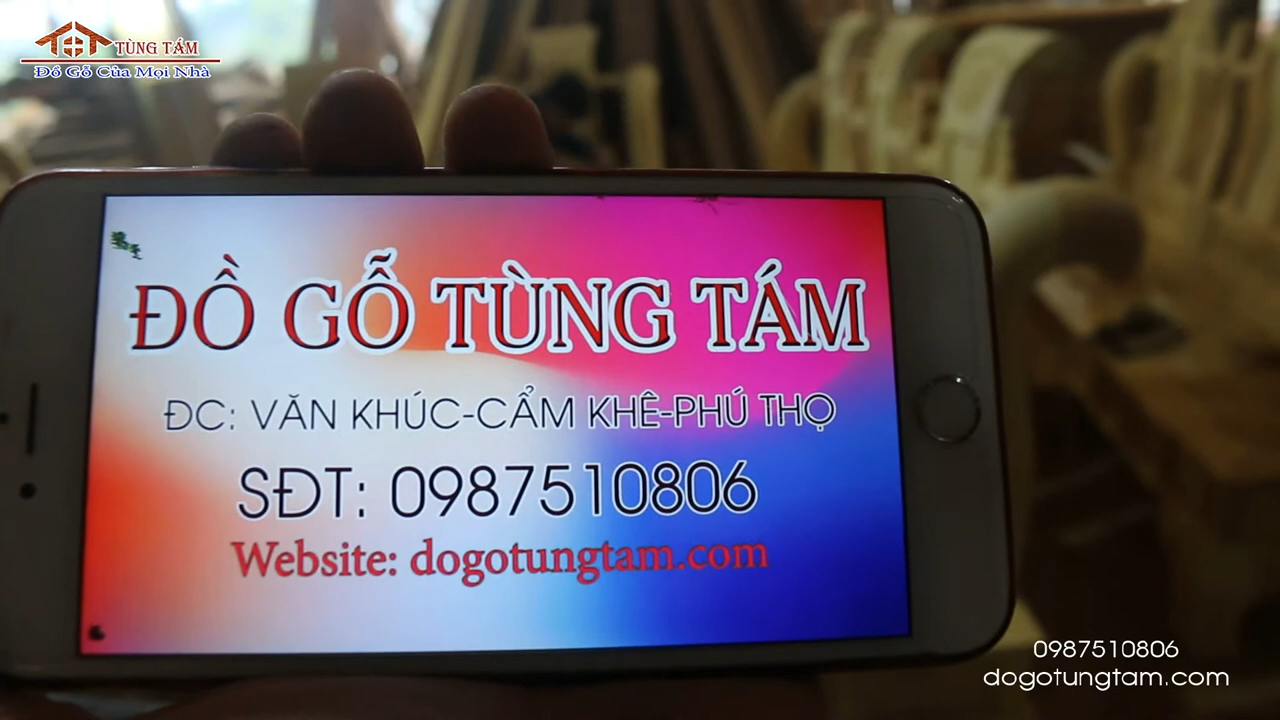 TÙNG TÁM
Đồ Gỗ Của Mọi Nhà
ĐỒ GỖ TÙNG TÁM
ĐC: VĂN KHÚC-CẨM KHÊ-PHÚ THỌ
SĐT: 0987510806
Website: dogotungtam.com
0987510806
dogotungtam.com